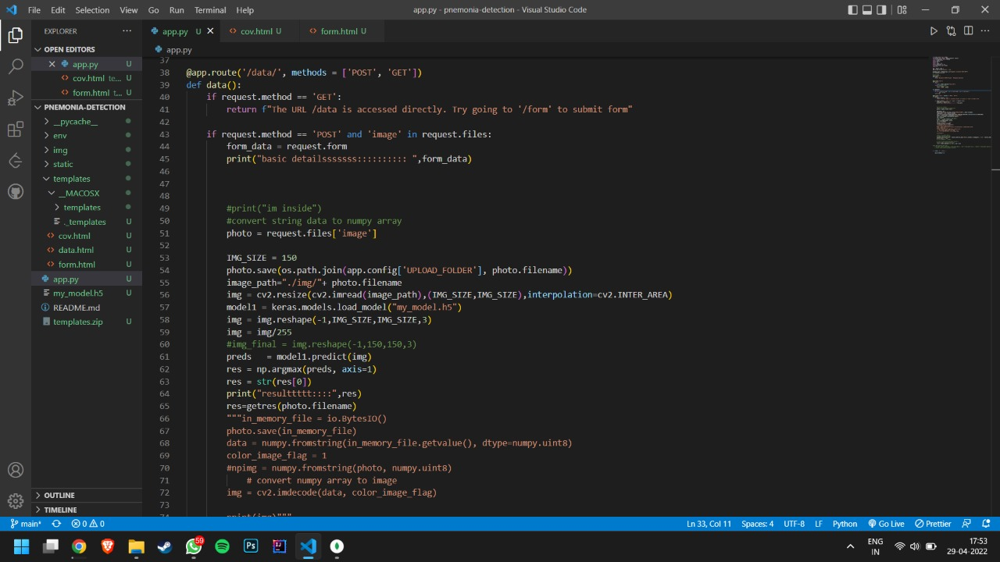 File Edit Selection View Go Run Terminal Help
app.py - pnemonia-detection - Visual Studio Code
EXPLORER
OPEN EDITORS
app.py U
cov.html te... U
form.html ... U
PNEMONIA-DETECTION
__pycache__
env
img
static
templates
__MACOSX
templates
._templates U
cov.html U
data.html U
form.html U
app.py U
my_model.h5 U
README.md
templates.zip U
OUTLINE
TIMELINE
app.py U cov.html U form.html U
app.py
37
38 @app.route('/data/', methods = ['POST', 'GET'])
39 def data():
40 if request.method == 'GET':
41 return f"The URL /data is accessed directly. Try going to '/form' to submit form"
42
43 if request.method == 'POST' and 'image' in request.files:
44 form_data = request.form
45 print("basic detailsssssss:::::::::: ",form_data)
46
47
48
49 #print("im inside")
50 #convert string data to numpy array
51 photo = request.files['image']
52
53 IMG_SIZE = 150
54 photo.save(os.path.join(app.config['UPLOAD_FOLDER'], photo.filename))
55 image_path="./img/"+ photo.filename
56 img = cv2.resize(cv2.imread(image_path),(IMG_SIZE,IMG_SIZE),interpolation=cv2.INTER_AREA)
57 model1 = keras.models.load_model("my_model.h5")
58 img = img.reshape(-1,IMG_SIZE,IMG_SIZE,3)
59 img = img/255
60 #img_final = img.reshape(-1,150,150,3)
61 preds   = model1.predict(img)
62 res = np.argmax(preds, axis=1)
63 res = str(res[0])
64 print("resulttttt::::",res)
65 res=getres(photo.filename)
66 """in_memory_file = io.BytesIO()
67 photo.save(in_memory_file)
68 data = numpy.fromstring(in_memory_file.getvalue(), dtype=numpy.uint8)
69 color_image_flag = 1
70 #npimg = numpy.fromstring(photo, numpy.uint8)
71 # convert numpy array to image
72 img = cv2.imdecode(data, color_image_flag)
73
74 print(img)"""
main* 0 0 Ln 33, Col 11 Spaces: 4 UTF-8 LF Python Go Live Prettier
59 Ps IJ
ENG
IN
17:53
29-04-2022